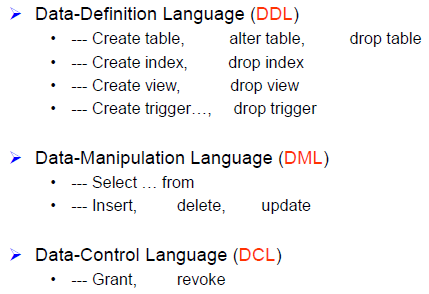 ➢ Data-Definition Language (DDL)
• --- Create table, alter table, drop table
• --- Create index, drop index
• --- Create view, drop view
• --- Create trigger…, drop trigger
➢ Data-Manipulation Language (DML)
• --- Select … from
• --- Insert, delete, update
➢ Data-Control Language (DCL)
• --- Grant, revoke